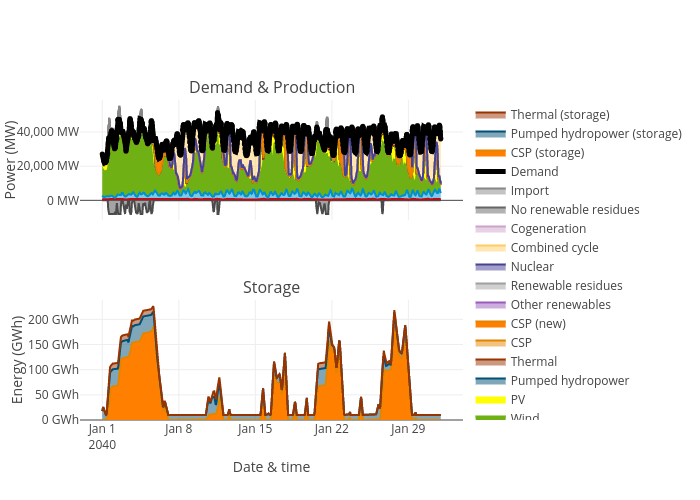 Demand & Production
Power (MW)
40,000 MW
20,000 MW
0 MW
Storage
Energy (GWh)
200 GWh
150 GWh
100 GWh
50 GWh
0 GWh
Jan 1
2040
Jan 8
Jan 15
Jan 22
Jan 29
Date & time
Thermal (storage)
Pumped hydropower (storage)
CSP (storage)
Demand
Import
No renewable residues
Cogeneration
Combined cycle
Nuclear
Renewable residues
Other renewables
CSP (new)
CSP
Thermal
Pumped hydropower
PV
Wind